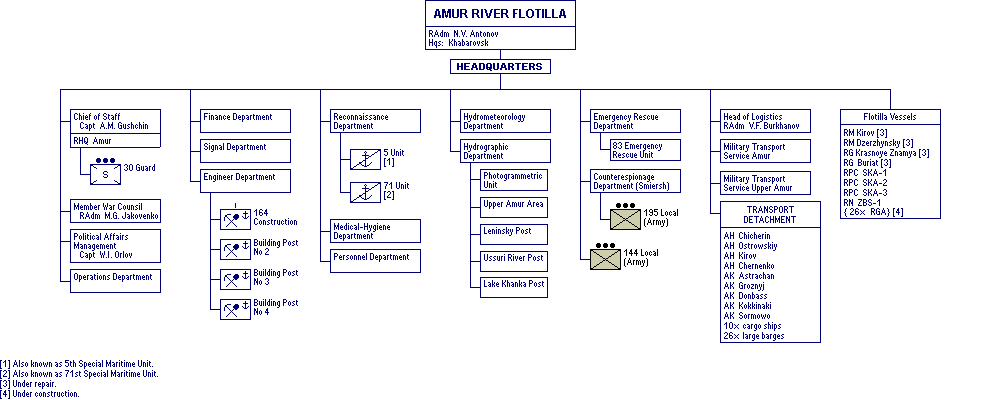 AMUR RIVER FLOTILLA
RAdm N.V. Antonov
Hqs: Khabarovsk
HEADQUARTERS
Chief of Staff
Capt A.M. Gushchin
RHQ Amur
S
30 Guard
Member War Counsil
RAdm M.G. Jakovenko
Political Affairs
Management
Capt W.I. Orlov
Operations Department
Finance Department
Signal Department
Engineer Department
164
Construction
Building Post
No 2
Building Post
No 3
Building Post
No 4
Reconnaissance
Department
5 Unit
[1]
71 Unit
[2]
Medical-Hygiene
Department
Personnel Department
Hydrometeorology
Department
Hydrographic
Department
Photogrammetric
Unit
Upper Amur Area
Leninsky Post
Ussuri River Post
Lake Khanka Post
Emergency Rescue
Department
83 Emergency
Rescue Unit
Counterespionage
Department (Smiersh)
195 Local
(Army)
144 Local
(Army)
Head of Logistics
RAdm V.F. Burkhanov
Military Transport
Service Amur
Military Transport
Service Upper Amur
TRANSPORT
DETACHMENT
AH Chicherin
AH Ostrowskiy
AH Kirov
AH Chernenko
AK Astrachan
AK Groznyj
AK Donbass
AK Kokkinaki
AK Sormowo
10x cargo ships
26x large barges
Flotilla Vessels
RM Kirov [3]
RM Dzerzhynsky [3]
RG Krasnoye Znamya [3]
RG Buriat [3]
RPC SKA-1
RPC SKA-2
RPC SKA-3
RN ZBS-1
{ 26x RGA} [4]
[1] Also known as 5th Special Maritime Unit.
[2] Also known as 71st Special Maritime Unit.
[3] Under repair.
[4] Under construction.